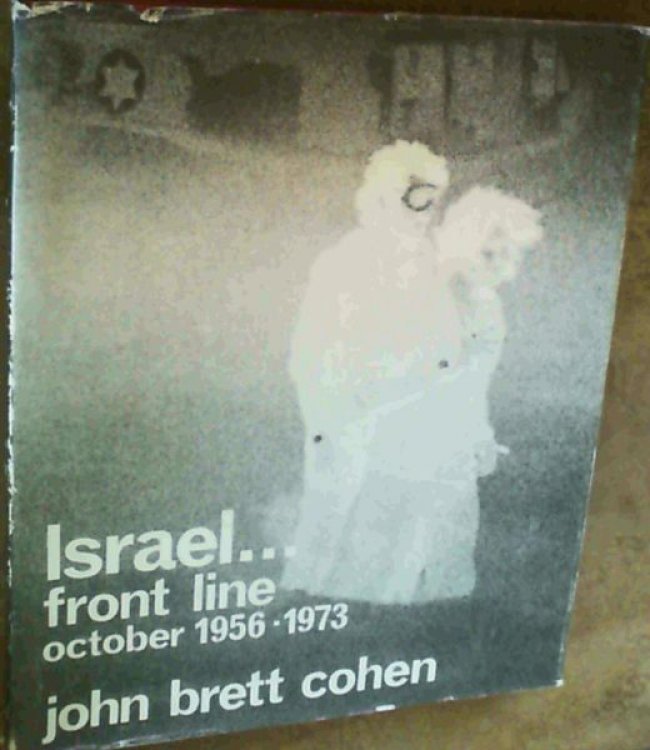 Israel...
front line
october 1956·1973
john brett cohen